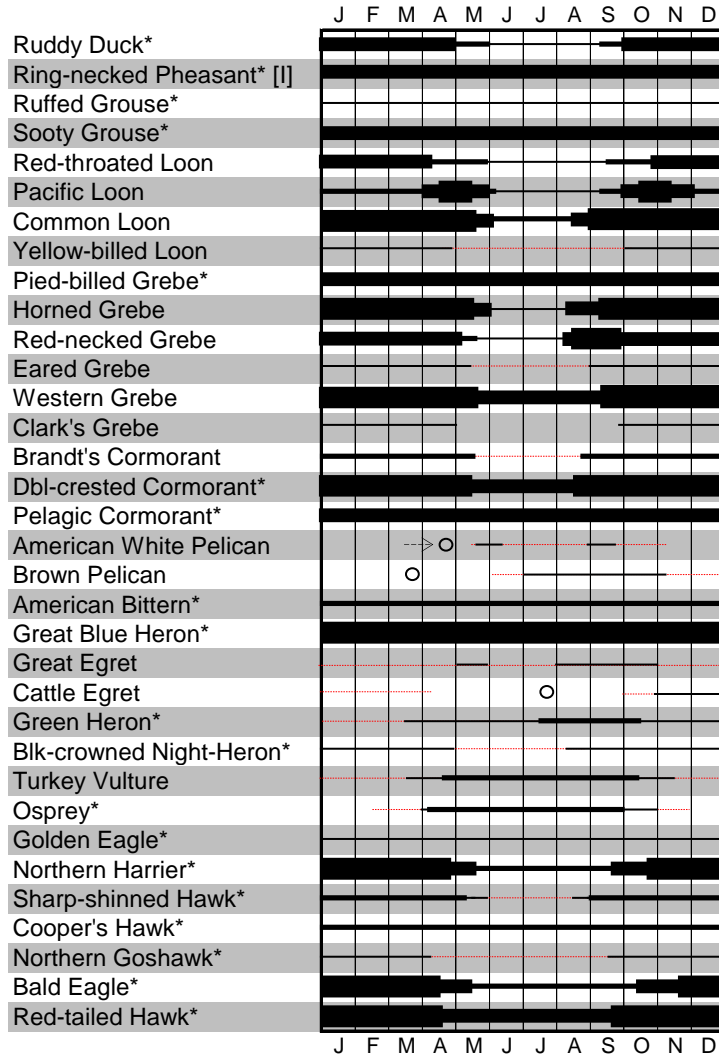 J F M A M J J A S O N D
Ruddy Duck*
Ring-necked Pheasant* [I]
Ruffed Grouse*
Sooty Grouse*
Red-throated Loon
Pacific Loon
Common Loon
Yellow-billed Loon
Pied-billed Grebe*
Horned Grebe
Red-necked Grebe
Eared Grebe
Western Grebe
Clark's Grebe
Brandt's Cormorant
Dbl-crested Cormorant*
Pelagic Cormorant*
American White Pelican
Brown Pelican
American Bittern*
Great Blue Heron*
Great Egret
Cattle Egret
Green Heron*
Blk-crowned Night-Heron*
Turkey Vulture
Osprey*
Golden Eagle*
Northern Harrier*
Sharp-shinned Hawk*
Cooper's Hawk*
Northern Goshawk*
Bald Eagle*
Red-tailed Hawk*
J F M A M J J A S O N D